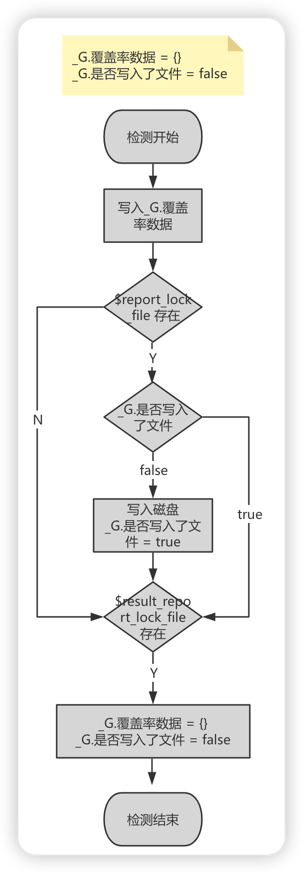 _G.覆盖率数据 = {}
_G.是否写入了文件 = false
检测开始
写入_G.覆盖
率数据
$report_lock
_file 存在
Y
N
_G.是否写入
了文件
false
true
写入磁盘
_G.是否写入了文
件 = true
$result_repo
rt_lock_file
存在
Y
_G.覆盖率数据 = {}
_G.是否写入了文件 = false
检测结束